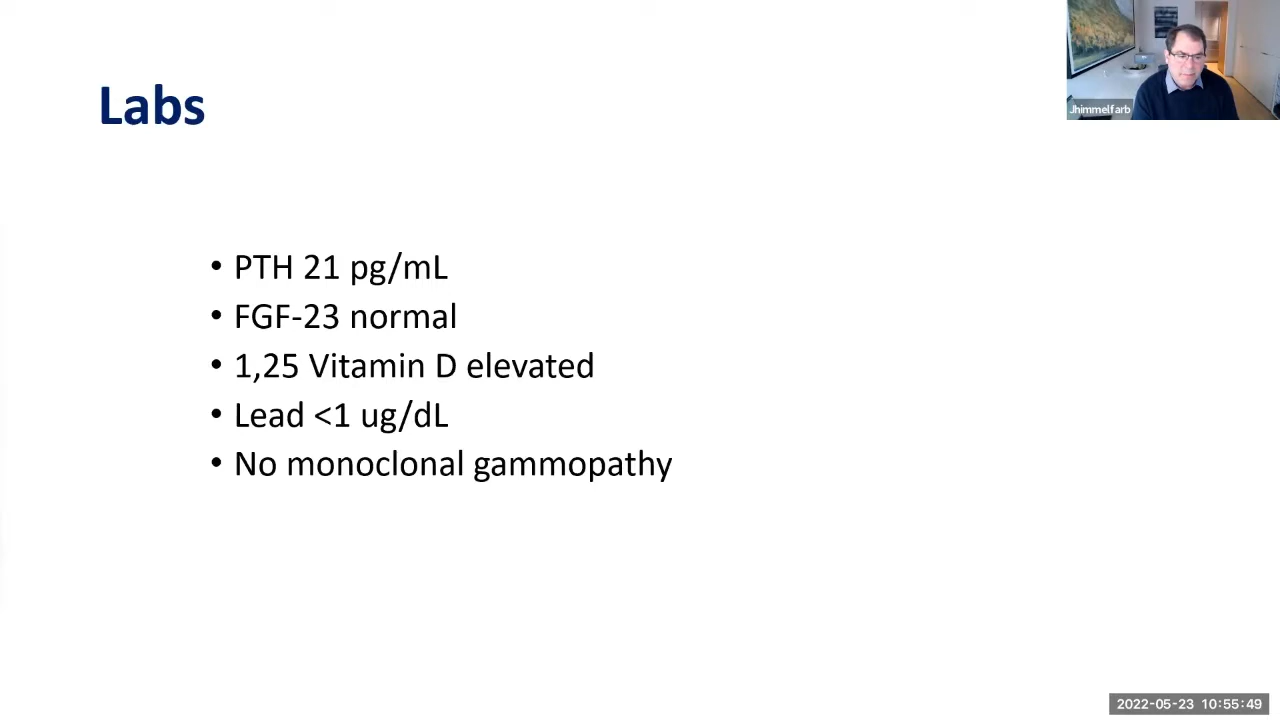 Labs
Jhimmelfarb
• PTH 21 pg/mL
• FGF-23 normal
• 1,25 Vitamin D elevated
• Lead <1 ug/dL
• No monoclonal gammopathy
2022-05-23 10:55:49